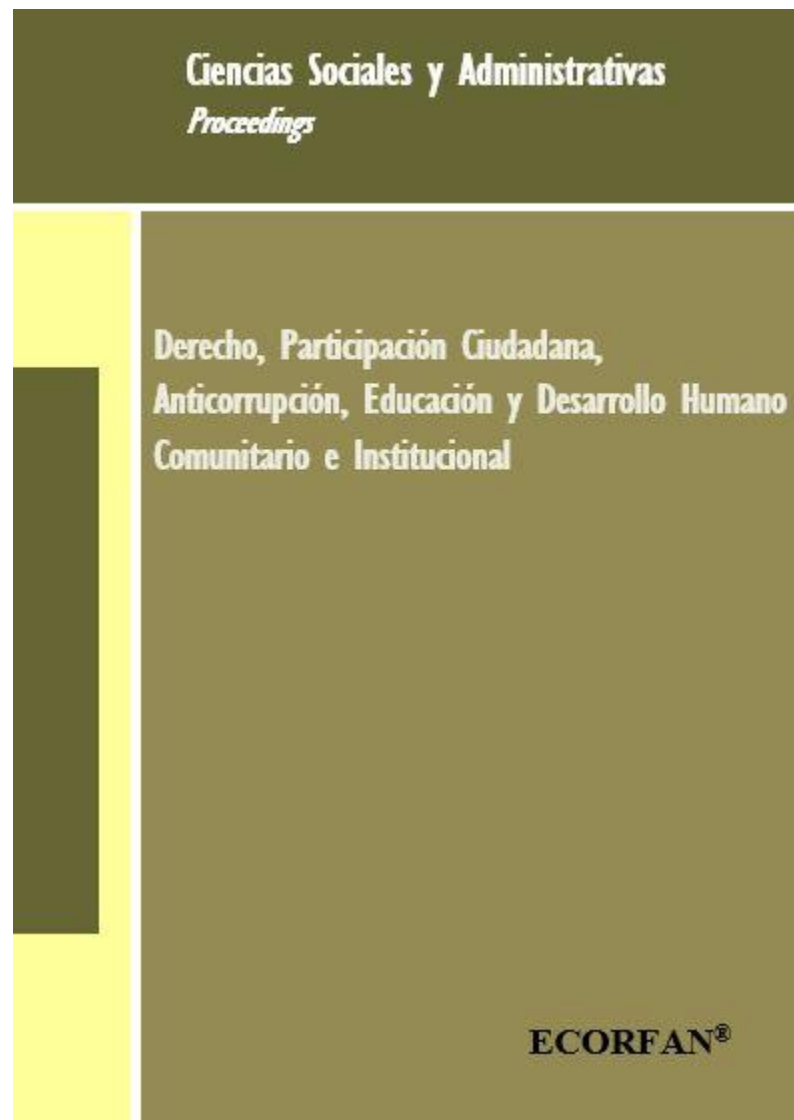 Ciencias Sociales y Administrativas
Proceedings
Derecho, Participación Ciudadana,
Anticorrupción, Educación y Desarrollo Humano
Comunitario e Institucional
ECORFAN®